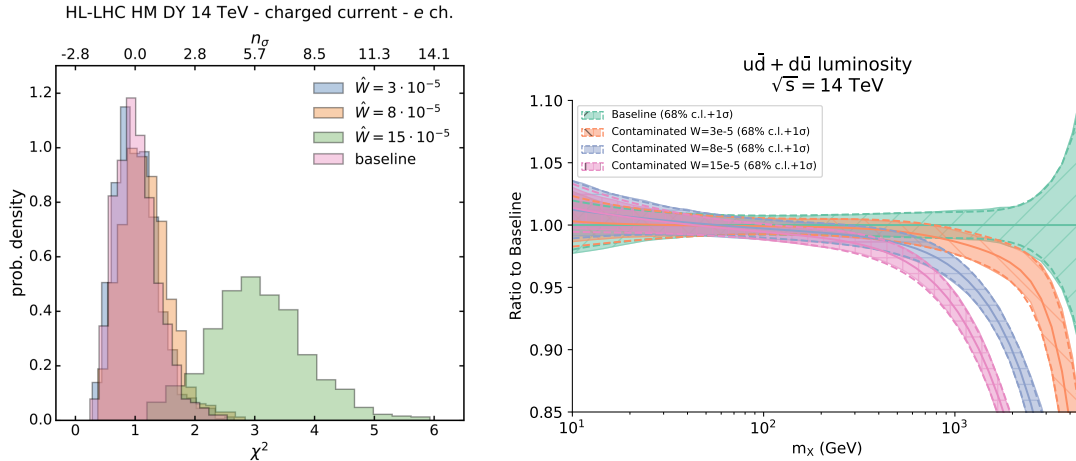 HL-LHC HM DY 14 TeV - charged current - e ch.
n_σ
-2.8 0.0 2.8 5.7 8.5 11.3 14.1
prob. density
1.2
1.0
0.8
0.6
0.4
0.2
0.0
Ŵ = 3 · 10⁻⁵
Ŵ = 8 · 10⁻⁵
Ŵ = 15 · 10⁻⁵
baseline
0 1 2 3 4 5 6
χ²
ud̄ + dū luminosity
√s = 14 TeV
Ratio to Baseline
1.10
1.05
1.00
0.95
0.90
0.85
Baseline (68% c.l.+1σ)
Contaminated W=3e-5 (68% c.l.+1σ)
Contaminated W=8e-5 (68% c.l.+1σ)
Contaminated W=15e-5 (68% c.l.+1σ)
10¹ 10² 10³
m_X (GeV)